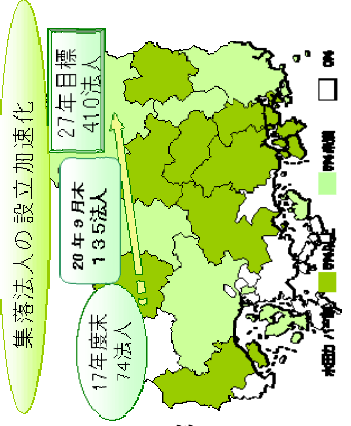 集落法人の設立加速化
17年度末
74法人
20年9月末
135法人
27年目標
410法人
0%